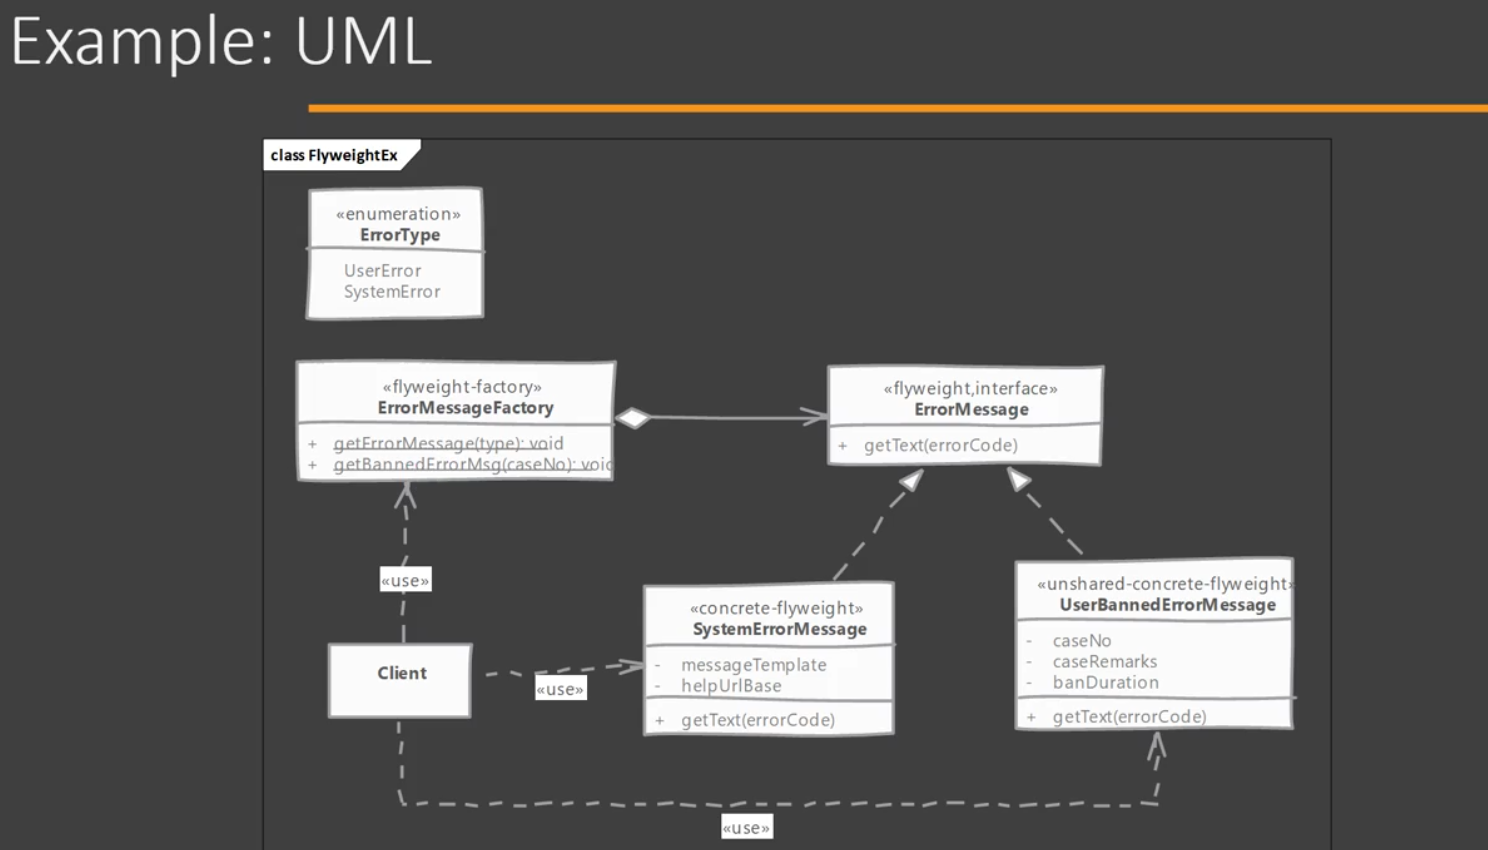 Example: UML
class FlyweightEx
«enumeration»
ErrorType
UserError
SystemError
«flyweight-factory»
ErrorMessageFactory
+ getErrorMessage(type): void
+ getBannedErrorMsg(caseNo): void
«flyweight,interface»
ErrorMessage
+ getText(errorCode)
«use»
Client
«use»
«concrete-flyweight»
SystemErrorMessage
- messageTemplate
- helpUrlBase
+ getText(errorCode)
«unshared-concrete-flyweight»
UserBannedErrorMessage
- caseNo
- caseRemarks
- banDuration
+ getText(errorCode)
«use»